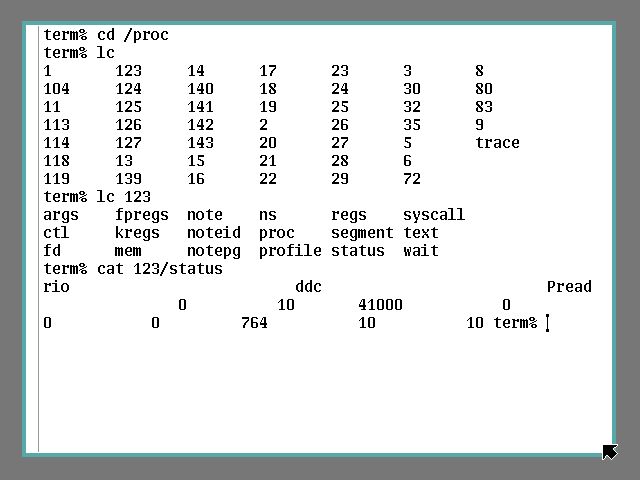 term% cd /proc
term% lc
1 123 14 17 23 3 8
104 124 140 18 24 30 80
11 125 141 19 25 32 83
113 126 142 2 26 35 9
114 127 143 20 27 5 trace
118 13 15 21 28 6
119 139 16 22 29 72
term% lc 123
args fpregs note ns regs syscall
ctl kregs noteid proc segment text
fd mem notepg profile status wait
term% cat 123/status
rio ddc Pread
0 10 41000 0
0 0 764 10 10 term%